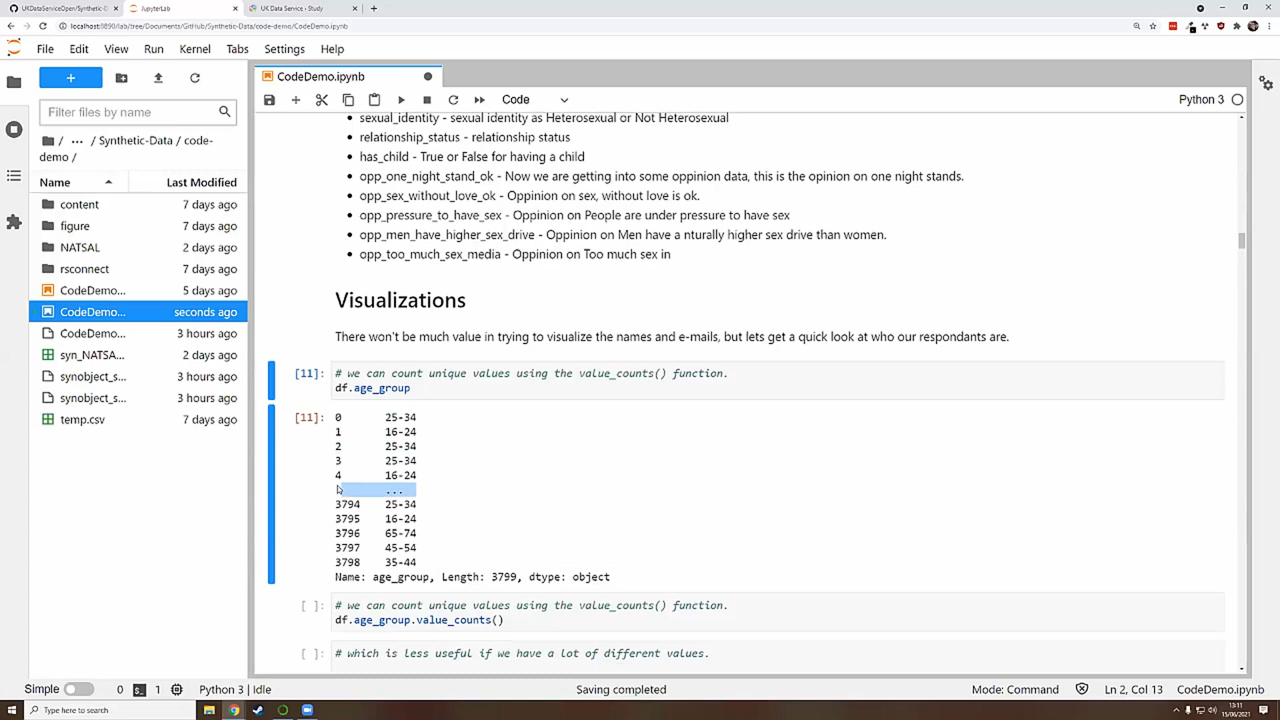 UKDataServiceOpen/Synthetic-D
JupyterLab
UK Data Service › Study
localhost:8890/lab/tree/Documents/GitHub/Synthetic-Data/code-demo/CodeDemo.ipynb
File Edit View Run Kernel Tabs Settings Help
CodeDemo.ipynb
Filter files by name
/ ... / Synthetic-Data / code-
demo /
Name Last Modified
content 7 days ago
figure 7 days ago
NATSAL 2 days ago
rsconnect 7 days ago
CodeDemo... 5 days ago
CodeDemo... seconds ago
CodeDemo... 3 hours ago
syn_NATSA... 2 days ago
synobject_s... 3 hours ago
synobject_s... 3 hours ago
temp.csv 7 days ago
Code
Python 3
sexual_identity - sexual identity as Heterosexual or Not Heterosexual
relationship_status - relationship status
has_child - True or False for having a child
opp_one_night_stand_ok - Now we are getting into some oppinion data, this is the opinion on one night stands.
opp_sex_without_love_ok - Oppinion on sex, without love is ok.
opp_pressure_to_have_sex - Oppinion on People are under pressure to have sex
opp_men_have_higher_sex_drive - Oppinion on Men have a nturally higher sex drive than women.
opp_too_much_sex_media - Oppinion on Too much sex in
Visualizations
There won't be much value in trying to visualize the names and e-mails, but lets get a quick look at who our respondants are.
[11]: # we can count unique values using the value_counts() function.
df.age_group
[11]: 0 25-34
1 16-24
2 25-34
3 25-34
4 16-24
...
3794 25-34
3795 16-24
3796 65-74
3797 45-54
3798 35-44
Name: age_group, Length: 3799, dtype: object
[ ]: # we can count unique values using the value_counts() function.
df.age_group.value_counts()
[ ]: # which is less useful if we have a lot of different values.
Simple 0 1 Python 3 | Idle Saving completed Mode: Command Ln 2, Col 13 CodeDemo.ipynb
Type here to search
13:11
15/06/2021